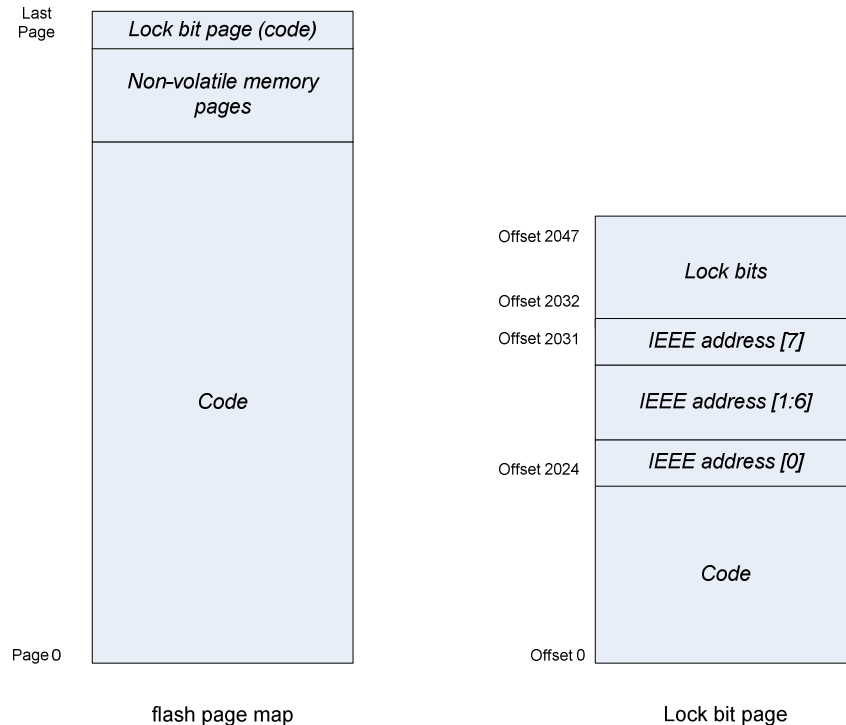 Last
Page
Lock bit page (code)
Non-volatile memory
pages
Code
Page 0
flash page map
Offset 2047
Lock bits
Offset 2032
Offset 2031
IEEE address [7]
IEEE address [1:6]
IEEE address [0]
Offset 2024
Code
Offset 0
Lock bit page